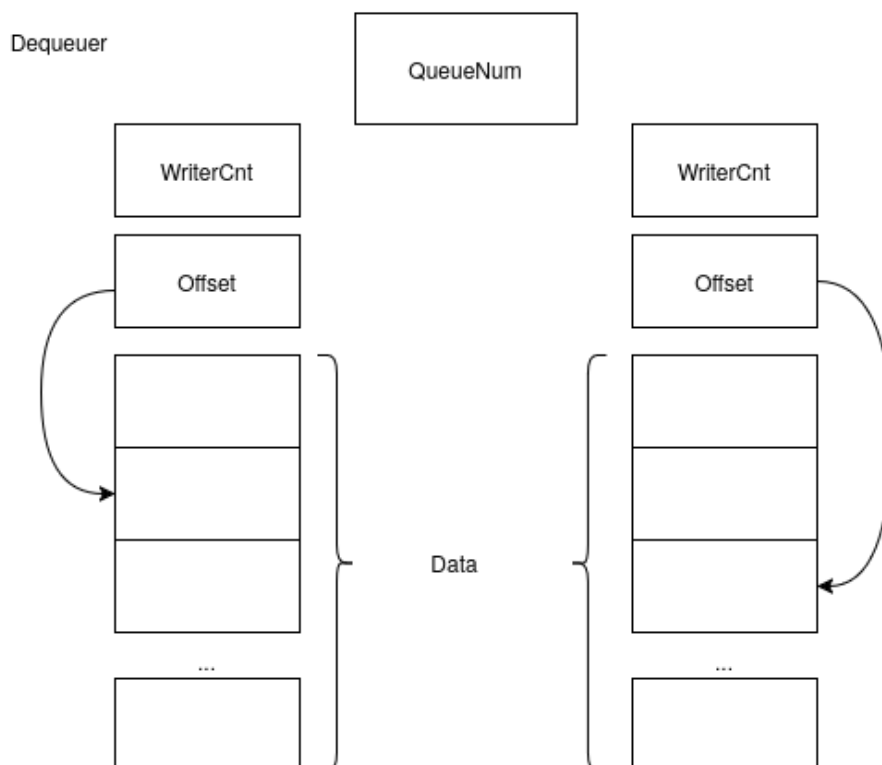 Dequeuer
QueueNum
WriterCnt
WriterCnt
Offset
Offset
Data
...
...